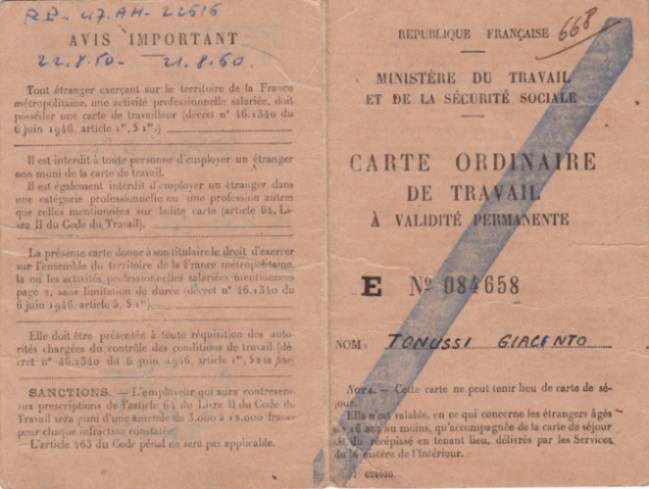 RB - 47. AH - 22616
AVIS IMPORTANT
22.8.50 - 21.8.60.
Tout étranger exerçant sur le territoire de la France
métropolitaine, une activité professionnelle salariée, doit
posséder une carte de travailleur (décret nº 46.1340 du
6 juin 1946, article 1er, § 1er.)
Il est interdit à toute personne d'employer un étranger
non muni de la carte de travail.
Il est également interdit d'employer un étranger dans
une catégorie professionnelle ou une profession autres
que celles mentionnées sur ladite carte (article 64, Li-
vre II du Code du Travail).
La présente carte donne à son titulaire le droit d'exercer
sur l'ensemble du territoire de la France métropolitaine,
la ou les activités professionnelles salariées mentionnées
page 2, sans limitation de durée (décret nº 46.1340 du
6 juin 1946, article 5, § 1er).
Elle doit être présentée à toute réquisition des auto-
rités chargées du contrôle des conditions de travail (dé-
cret nº 46.1340 du 6 juin 1946, article 1er, § in fine)
SANCTIONS. — L'employeur qui aura contrevenu
aux prescriptions de l'article 64 du Livre II du Code du
Travail sera puni d'une amende de 3.000 à 12.000 francs
pour chaque infraction constatée.
L'article 463 du Code pénal ne sera pas applicable.
REPUBLIQUE FRANÇAISE
668
MINISTÈRE DU TRAVAIL
ET DE LA SÉCURITÉ SOCIALE
CARTE ORDINAIRE
DE TRAVAIL
À VALIDITÉ PERMANENTE
E Nº 084658
NOM : TONUSSI GIACENTO
NOTA. — Cette carte ne peut tenir lieu de carte de sé-
jour.
Elle n'est valable, en ce qui concerne les étrangers âgés
16 ans au moins, qu'accompagnée de la carte de séjour
du récépissé en tenant lieu, délivrés par les Services
du Ministère de l'Intérieur.